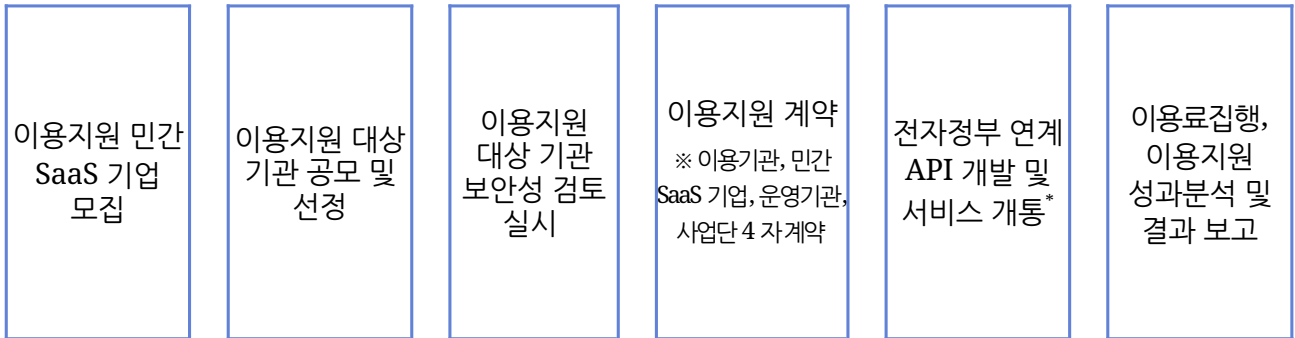 이용지원 민간
SaaS 기업
모집
이용지원 대상
기관 공모 및
선정
이용지원
대상 기관
보안성 검토
실시
이용지원 계약
※ 이용기관, 민간
SaaS 기업, 운영기관,
사업단 4 자계약
전자정부 연계
API 개발 및
서비스 개통*
이용료집행,
이용지원
성과분석 및
결과 보고